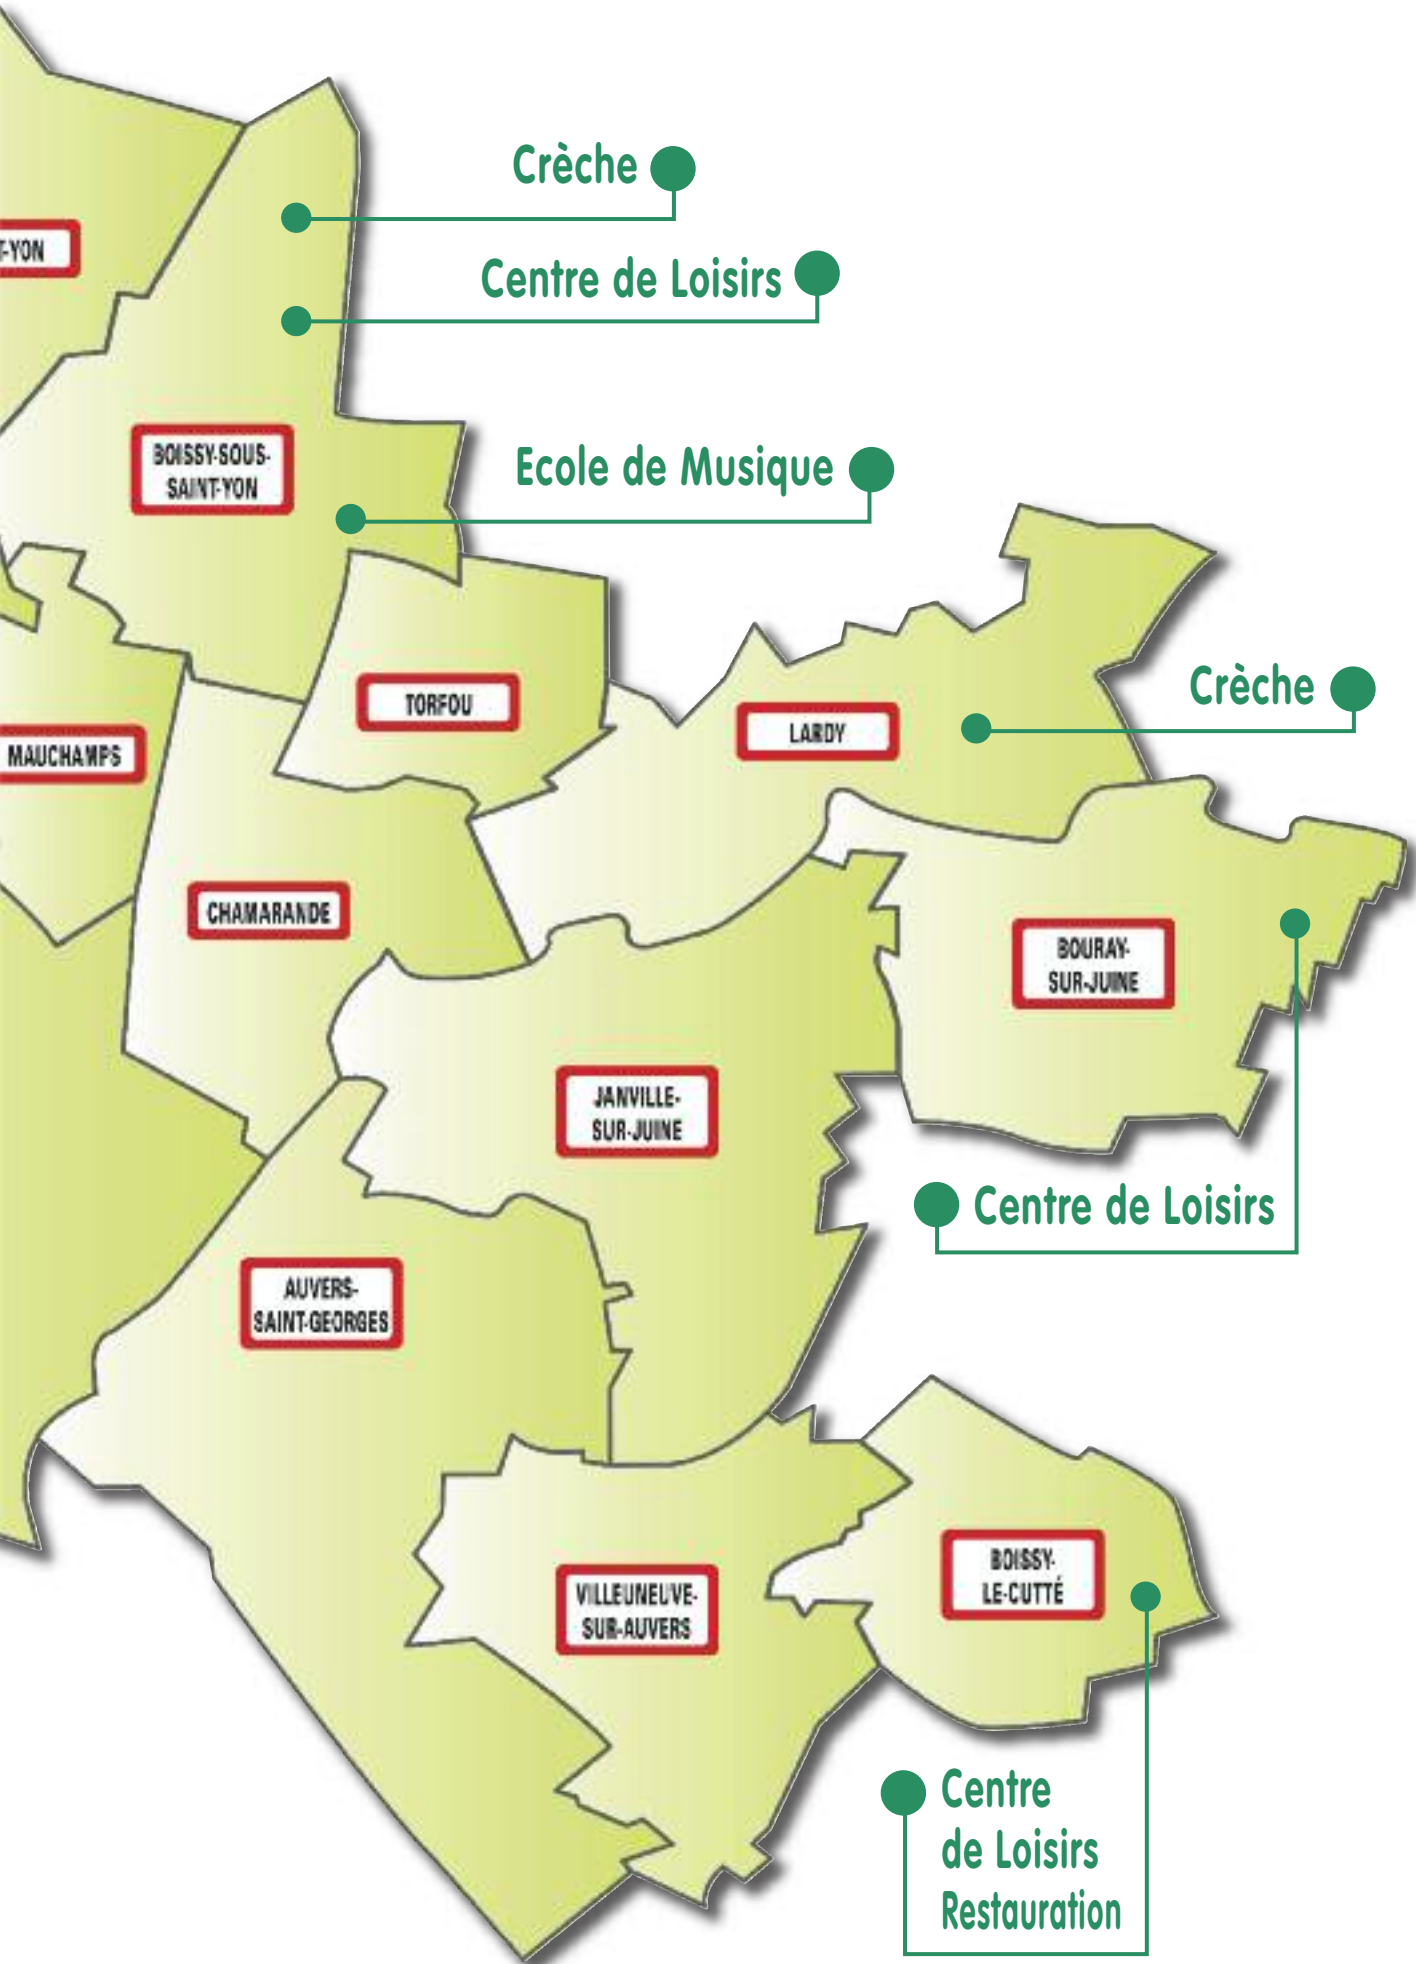 Crèche
T-YON
Centre de Loisirs
BOISSY-SOUS-
SAINT-YON
Ecole de Musique
TORFOU
LARDY
Crèche
MAUCHAMPS
CHAMARANDE
BOURAY-
SUR-JUINE
JANVILLE-
SUR-JUINE
Centre de Loisirs
AUVERS-
SAINT-GEORGES
BOISSY-
LE-CUTTÉ
VILLEUNEUVE-
SUR-AUVERS
Centre
de Loisirs
Restauration